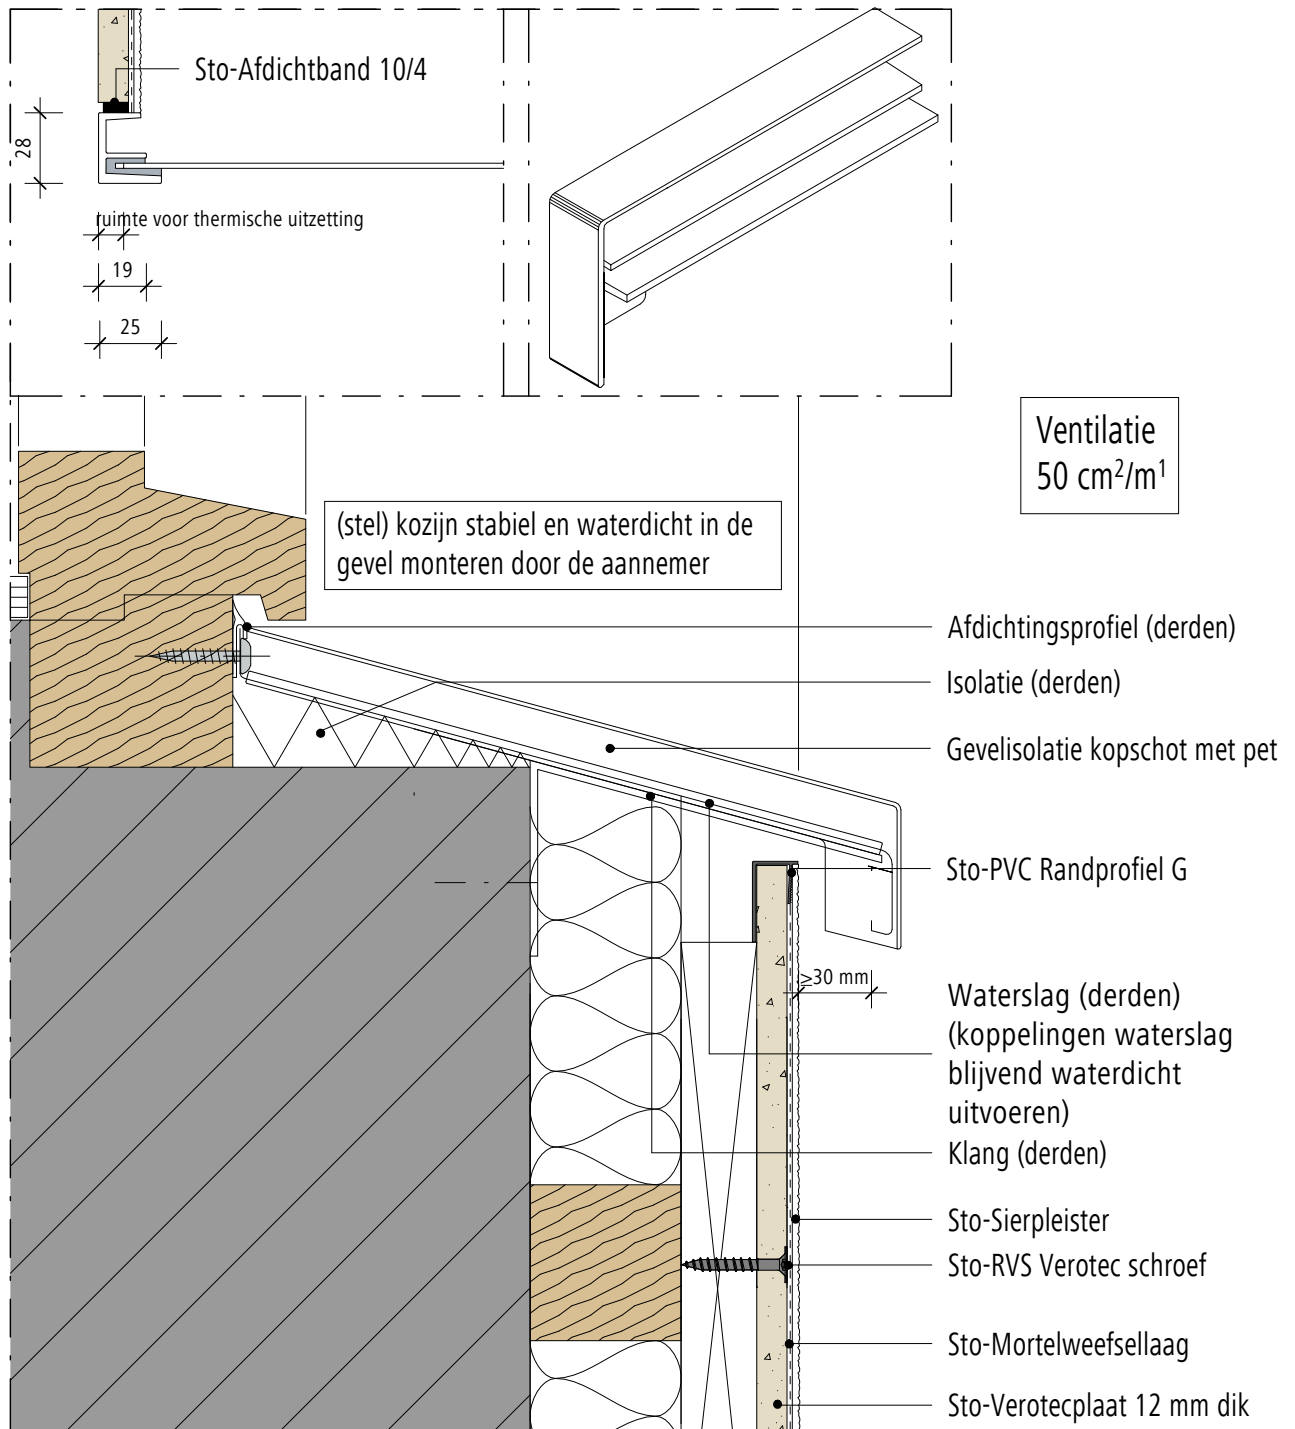 Sto-Afdichtband 10/4
28
ruimte voor thermische uitzetting
19
25
Ventilatie
50 cm²/m¹
(stel) kozijn stabiel en waterdicht in de
gevel monteren door de aannemer
Afdichtingsprofiel (derden)
Isolatie (derden)
Gevelisolatie kopschot met pet
Sto-PVC Randprofiel G
≥30 mm
Waterslag (derden)
(koppelingen waterslag
blijvend waterdicht
uitvoeren)
Klang (derden)
Sto-Sierpleister
Sto-RVS Verotec schroef
Sto-Mortelweefsellaag
Sto-Verotecplaat 12 mm dik